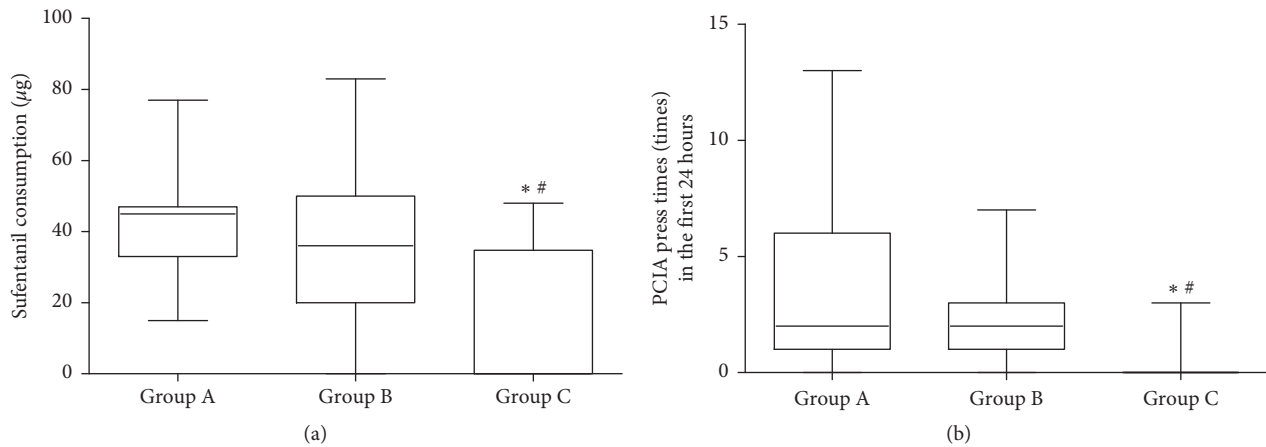 Sufentanil consumption (μg)
100
80
60
40
20
0
* #
Group A
Group B
Group C
(a)
PCIA press times (times)
in the first 24 hours
15
10
5
0
* #
Group A
Group B
Group C
(b)